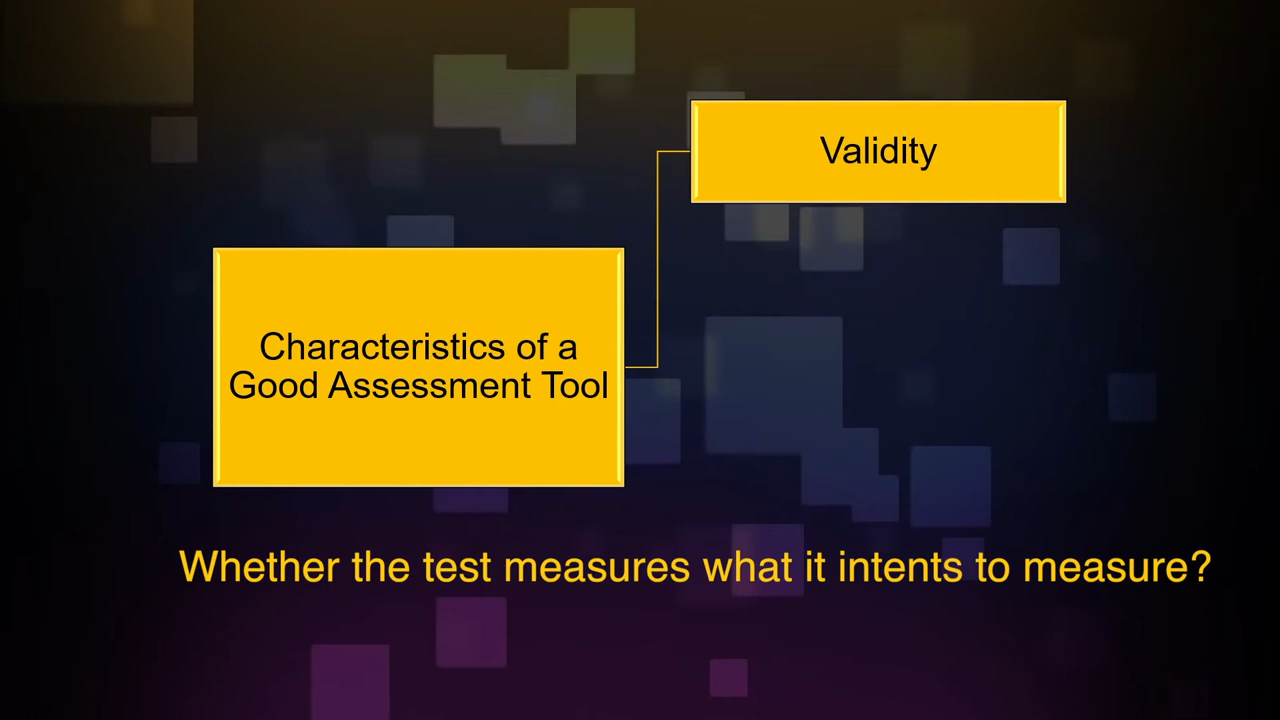 Validity
Characteristics of a
Good Assessment Tool
Whether the test measures what it intents to measure?